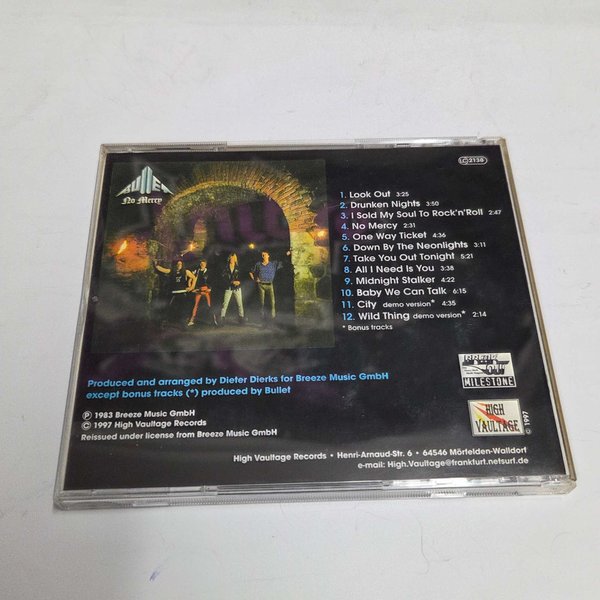 LC 2138
BULLET
No Mercy
1. Look Out 3:25
2. Drunken Nights 3:50
3. I Sold My Soul To Rock'n'Roll 2:47
4. No Mercy 2:31
5. One Way Ticket 4:36
6. Down By The Neonlights 3:11
7. Take You Out Tonight 5:21
8. All I Need Is You 3:38
9. Midnight Stalker 4:22
10. Baby We Can Talk 6:15
11. City demo version* 4:35
12. Wild Thing demo version* 2:14
* Bonus tracks
Produced and arranged by Dieter Dierks for Breeze Music GmbH
except bonus tracks (*) produced by Bullet
℗ 1983 Breeze Music GmbH
© 1997 High Vaultage Records
Reissued under license from Breeze Music GmbH
MILESTONE
HIGH
VAULTAGE
© 1997
High Vaultage Records • Henri-Arnaud-Str. 6 • 64546 Mörfelden-Walldorf
e-mail: High.Vaultage@frankfurt.netsurf.de